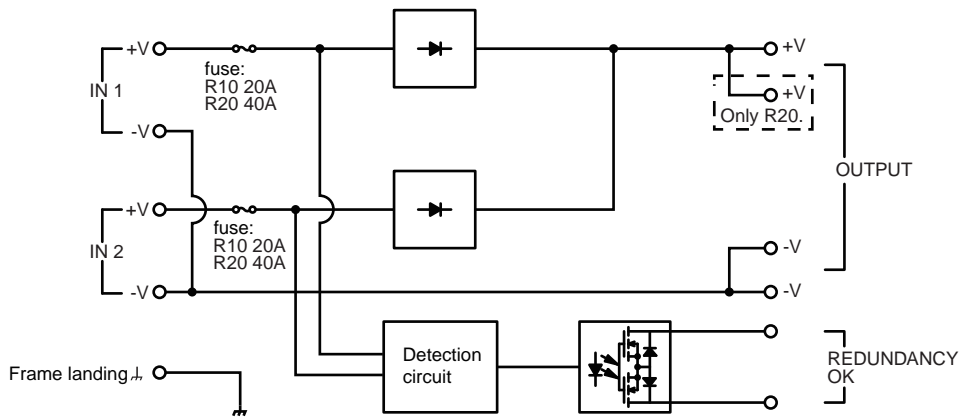 +V
fuse:
R10 20A
R20 40A
IN 1
-V
+V
fuse:
R10 20A
R20 40A
IN 2
-V
+V
+V
Only R20.
OUTPUT
-V
-V
Detection
circuit
REDUNDANCY
OK
Frame landing